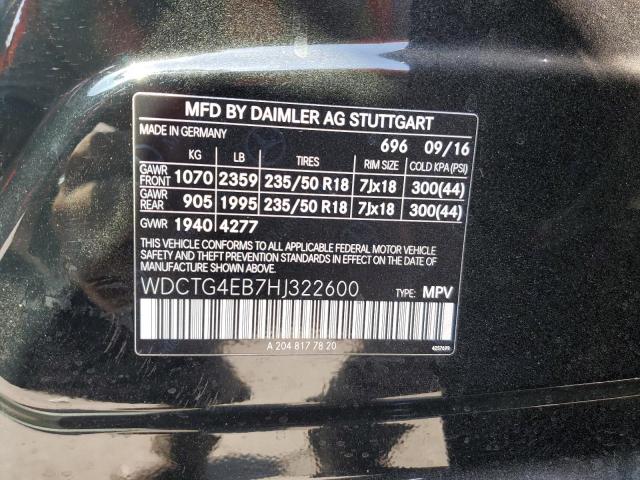 MFD BY DAIMLER AG STUTTGART
MADE IN GERMANY 696 09/16
KG LB TIRES RIM SIZE COLD KPA (PSI)
GAWR FRONT 1070 2359 235/50 R18 7Jx18 300(44)
GAWR REAR 905 1995 235/50 R18 7Jx18 300(44)
GVWR 1940 4277
THIS VEHICLE CONFORMS TO ALL APPLICABLE FEDERAL MOTOR VEHICLE
SAFETY AND THEFT PREVENTION STANDARDS IN EFFECT ON THE DATE
OF MANUFACTURE SHOWN ABOVE.
WDCTG4EB7HJ322600 TYPE: MPV
A 204 817 78 20